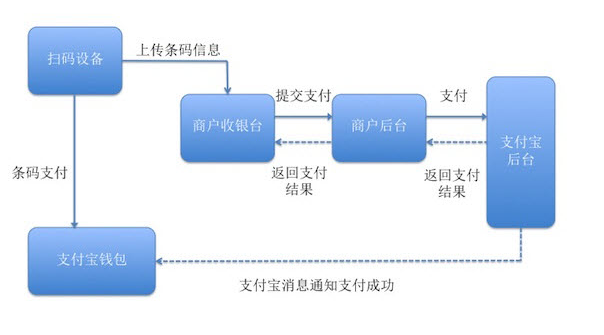 扫码设备
上传条码信息
商户收银台
提交支付
商户后台
支付
支付宝
后台
返回支付
结果
返回支付
结果
条码支付
支付宝钱包
支付宝消息通知支付成功